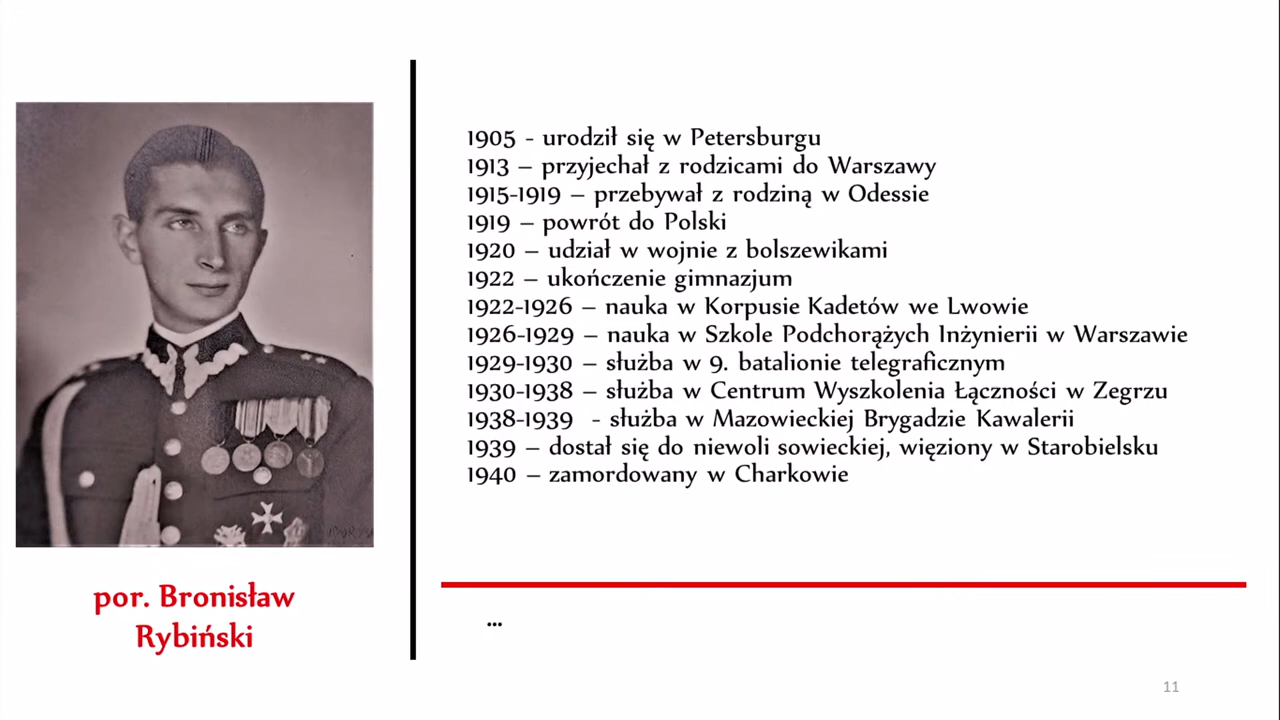 1905 - urodził się w Petersburgu
1913 – przyjechał z rodzicami do Warszawy
1915-1919 – przebywał z rodziną w Odessie
1919 – powrót do Polski
1920 – udział w wojnie z bolszewikami
1922 – ukończenie gimnazjum
1922-1926 – nauka w Korpusie Kadetów we Lwowie
1926-1929 – nauka w Szkole Podchorążych Inżynierii w Warszawie
1929-1930 – służba w 9. batalionie telegraficznym
1930-1938 – służba w Centrum Wyszkolenia Łączności w Zegrzu
1938-1939 - służba w Mazowieckiej Brygadzie Kawalerii
1939 – dostał się do niewoli sowieckiej, więziony w Starobielsku
1940 – zamordowany w Charkowie
por. Bronisław
Rybiński
...
11